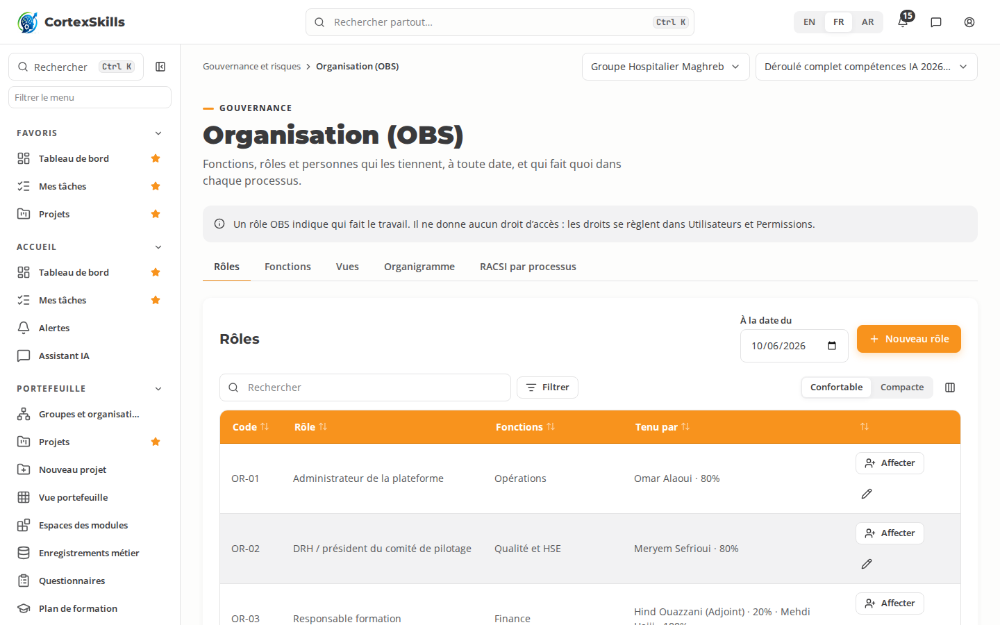 CortexSkills
Rechercher partout...
Ctrl K
EN FR AR
15
Rechercher Ctrl K
Filtrer le menu
FAVORIS
Tableau de bord
Mes tâches
Projets
ACCUEIL
Tableau de bord
Mes tâches
Alertes
Assistant IA
PORTEFEUILLE
Groupes et organisati...
Projets
Nouveau projet
Vue portefeuille
Espaces des modules
Enregistrements métier
Questionnaires
Plan de formation
Gouvernance et risques > Organisation (OBS)
Groupe Hospitalier Maghreb
Déroulé complet compétences IA 2026...
GOUVERNANCE
Organisation (OBS)
Fonctions, rôles et personnes qui les tiennent, à toute date, et qui fait quoi dans
chaque processus.
Un rôle OBS indique qui fait le travail. Il ne donne aucun droit d’accès : les droits se règlent dans Utilisateurs et Permissions.
Rôles Fonctions Vues Organigramme RACSI par processus
Rôles
À la date du
10/06/2026
Nouveau rôle
Rechercher
Filtrer
Confortable Compacte
Code Rôle Fonctions Tenu par
OR-01 Administrateur de la plateforme Opérations Omar Alaoui · 80% Affecter
OR-02 DRH / président du comité de pilotage Qualité et HSE Meryem Sefrioui · 80% Affecter
OR-03 Responsable formation Finance Hind Ouazzani (Adjoint) · 20% · Mehdi Affecter